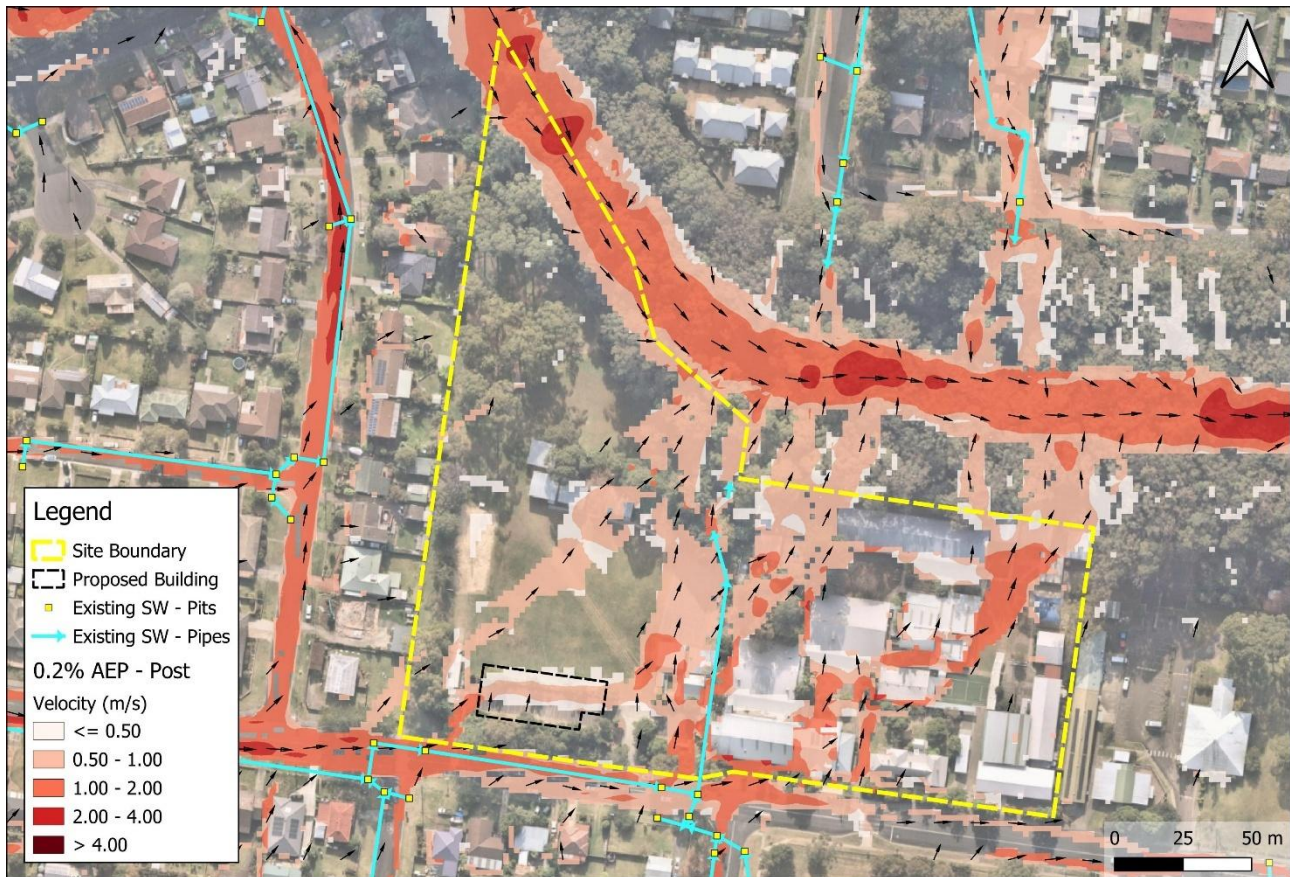 Legend
Site Boundary
Proposed Building
Existing SW - Pits
Existing SW - Pipes
0.2% AEP - Post
Velocity (m/s)
<= 0.50
0.50 - 1.00
1.00 - 2.00
2.00 - 4.00
> 4.00
0 25 50 m